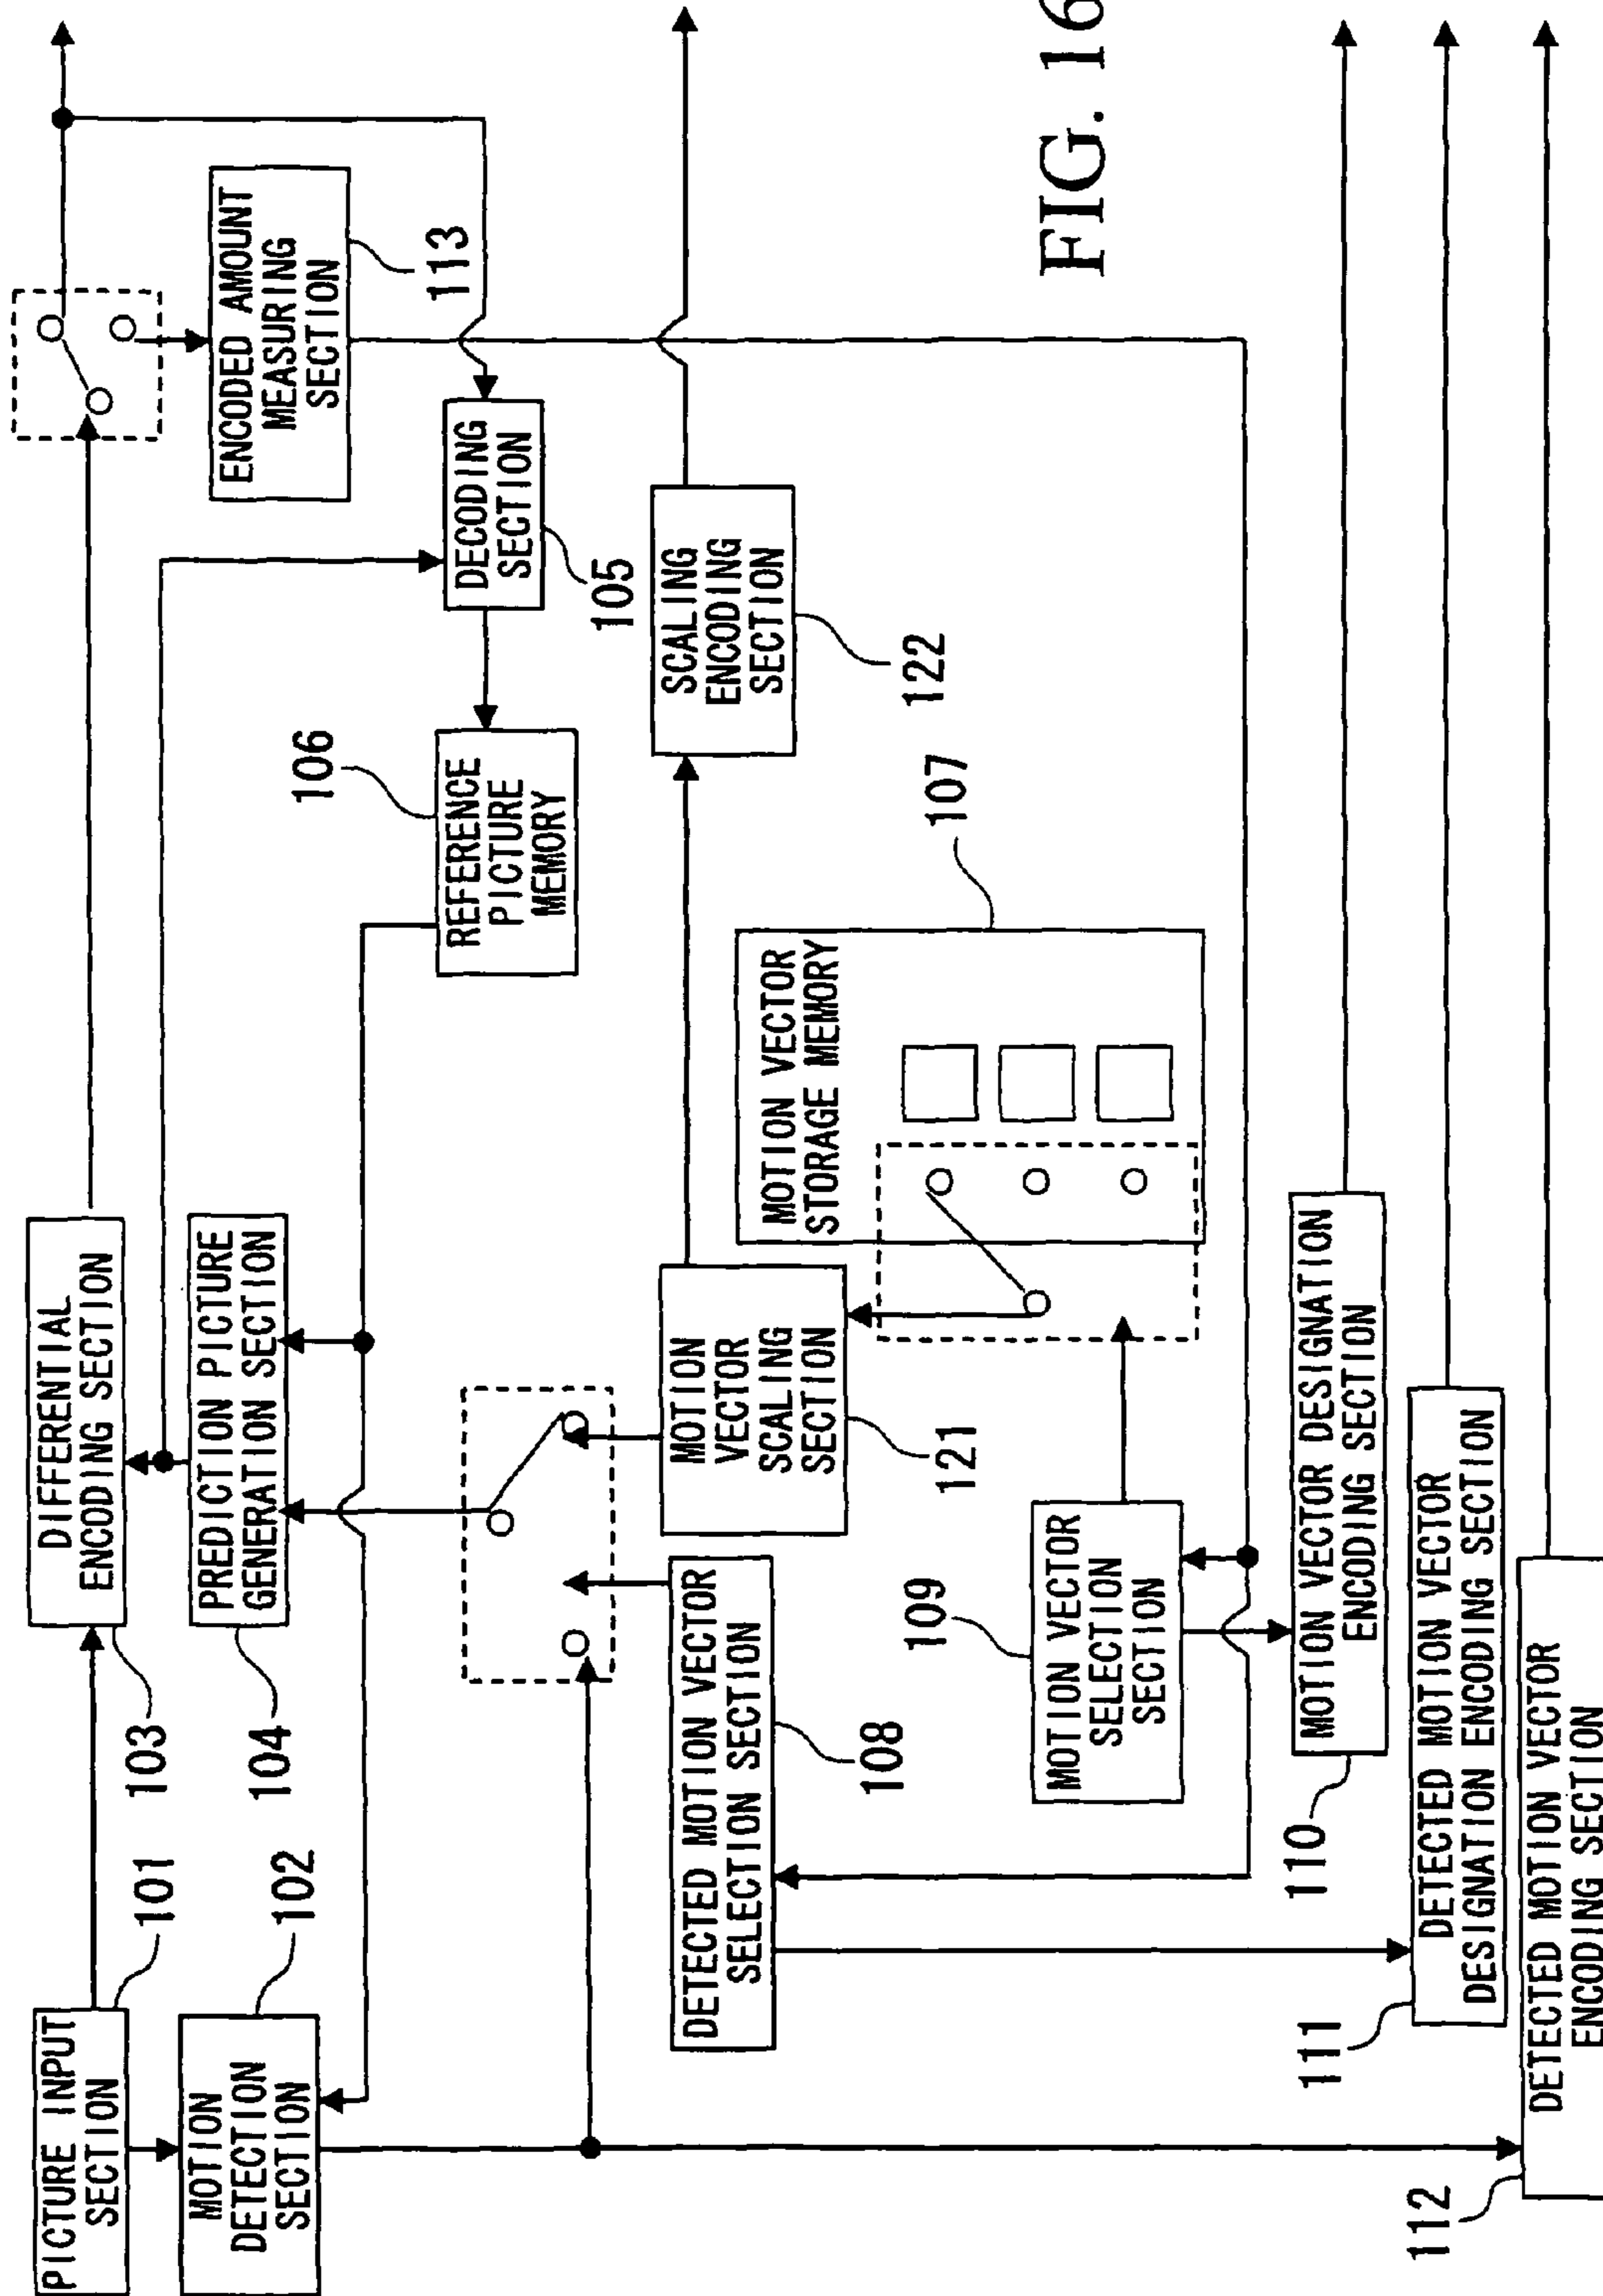 PICTURE INPUT
SECTION
101
MOTION
DETECTION
SECTION
102
DIFFERENTIAL
ENCODING SECTION
103
PREDICTION PICTURE
GENERATION SECTION
104
ENCODED AMOUNT
MEASURING
SECTION
113
DECODING
SECTION
105
REFERENCE
PICTURE
MEMORY
106
SCALING
ENCODING
SECTION
122
MOTION
VECTOR
SCALING
SECTION
121
MOTION VECTOR
STORAGE MEMORY
107
DETECTED MOTION VECTOR
SELECTION SECTION
108
MOTION VECTOR
SELECTION
SECTION
109
MOTION VECTOR DESIGNATION
ENCODING SECTION
110
DETECTED MOTION VECTOR
DESIGNATION ENCODING SECTION
111
DETECTED MOTION VECTOR
ENCODING SECTION
112
FIG. 16